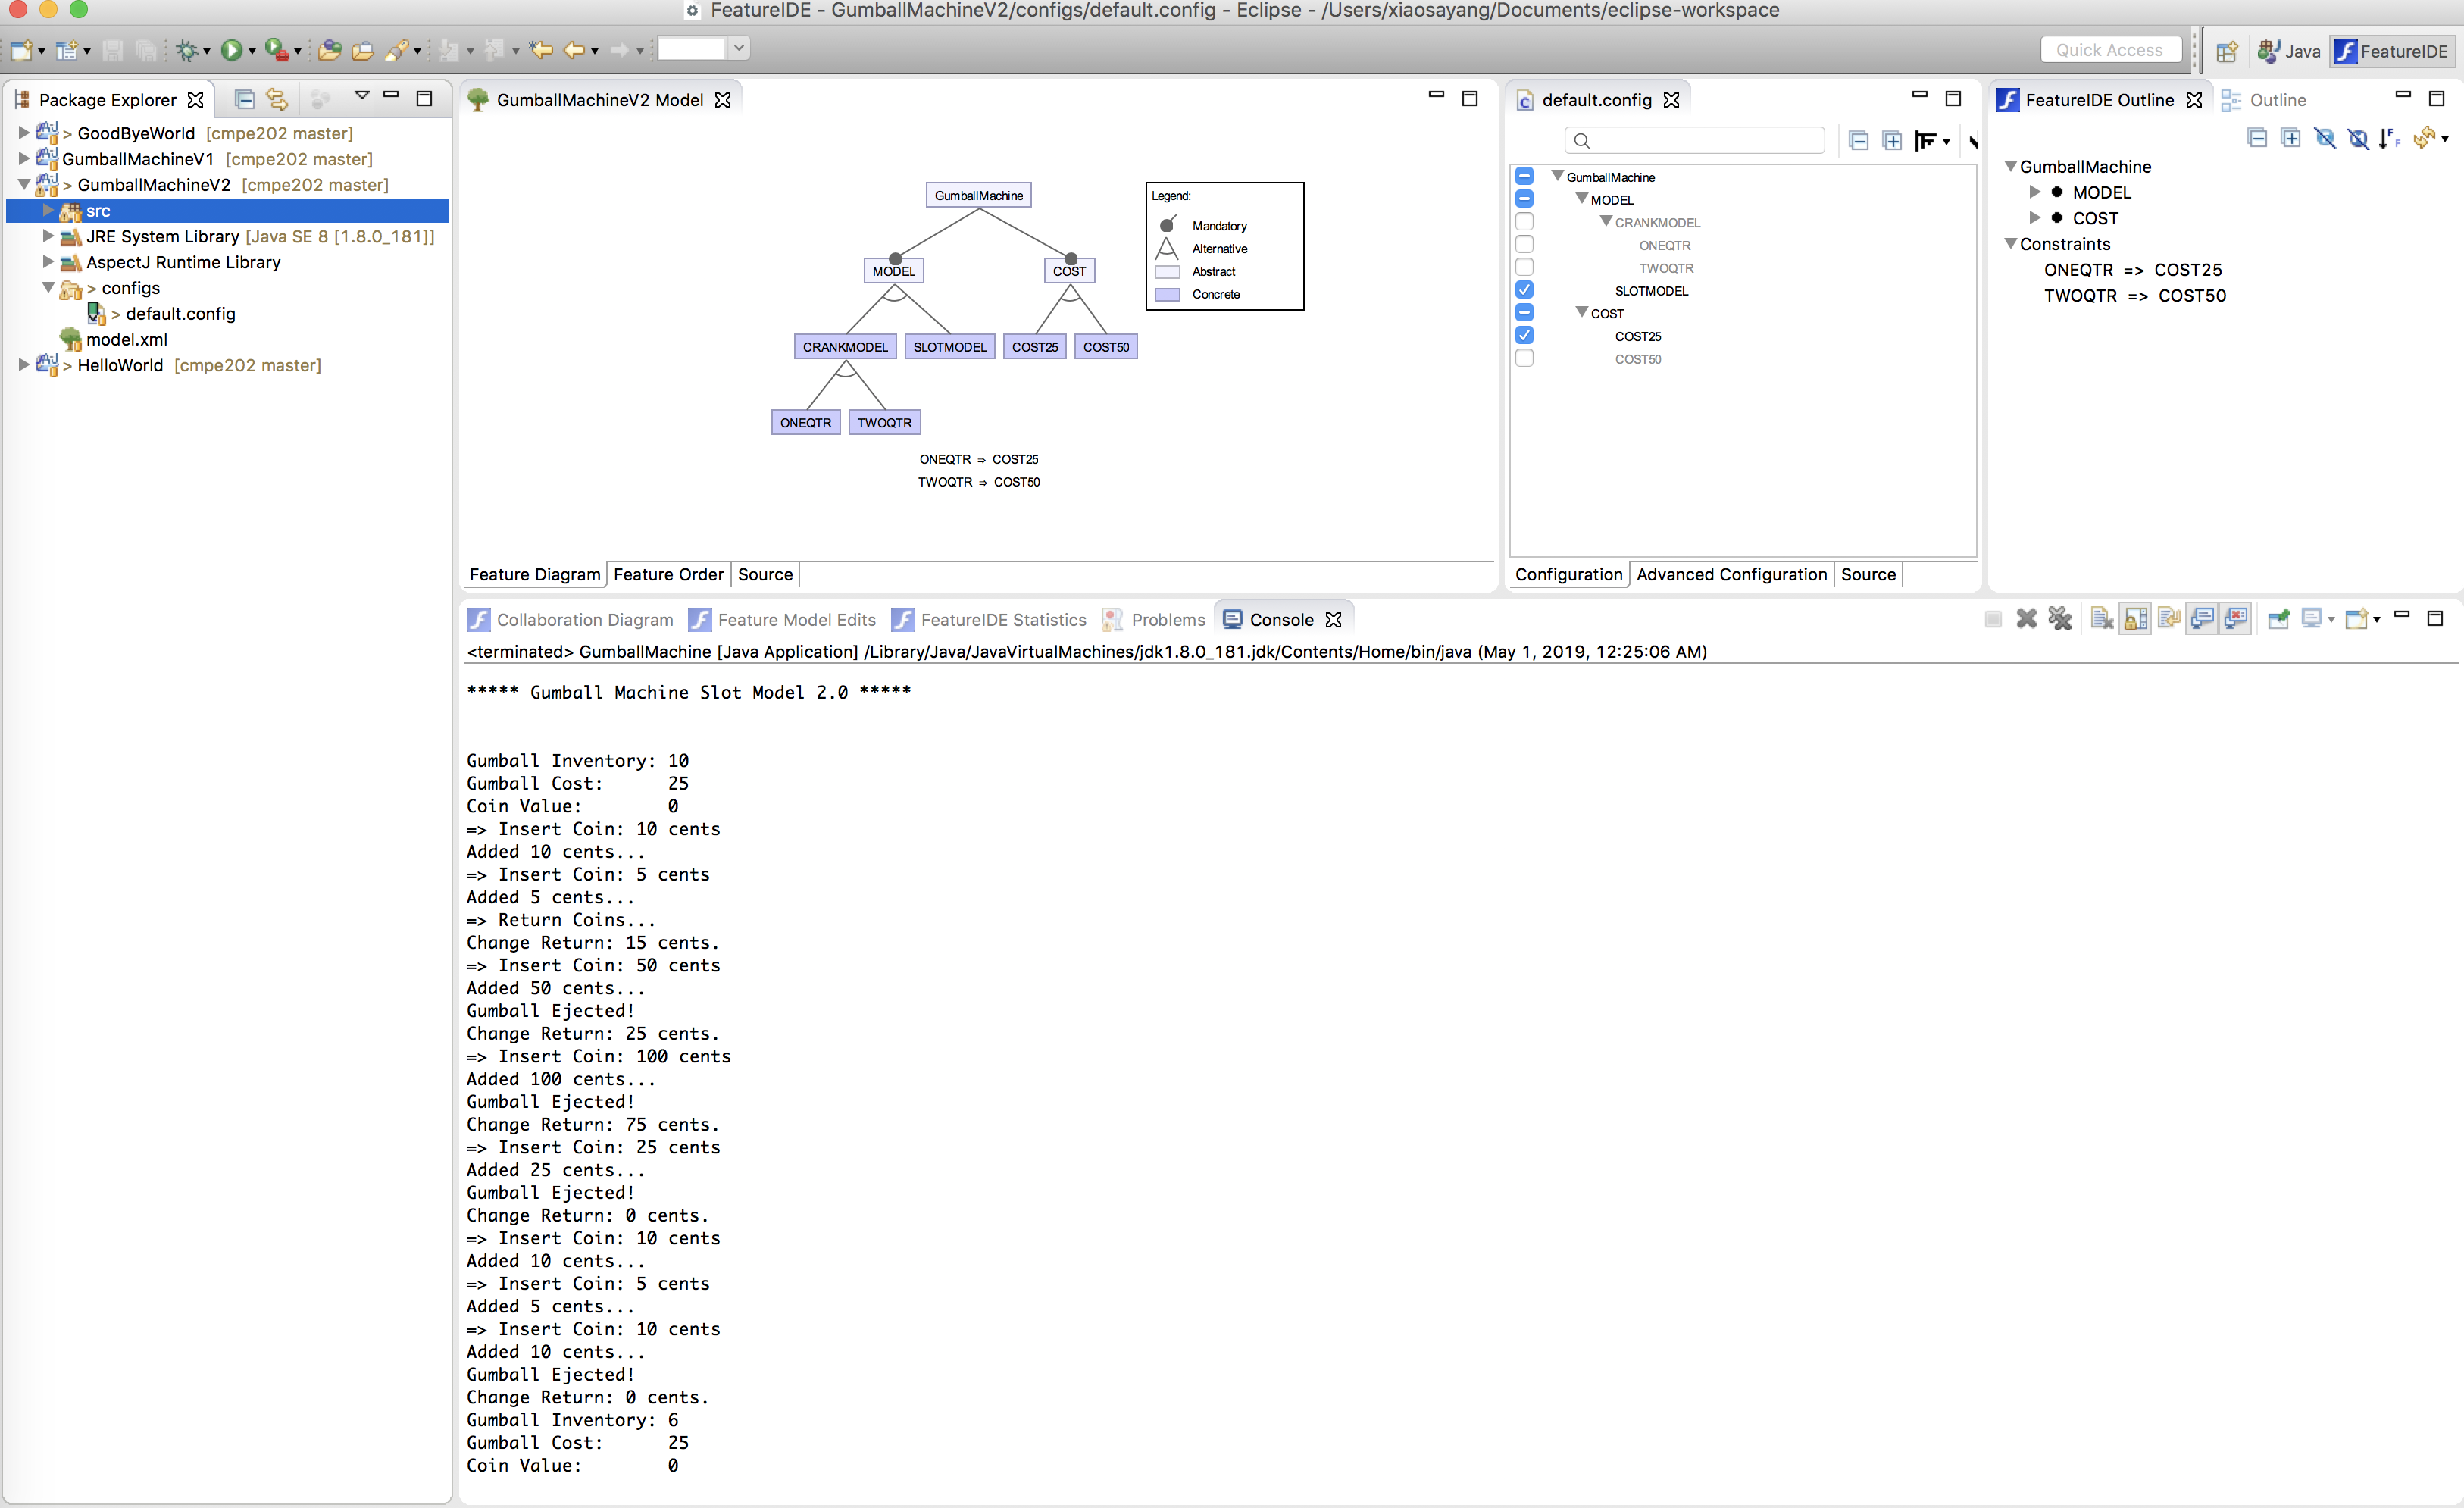 FeatureIDE - GumballMachineV2/configs/default.config - Eclipse - /Users/xiaosayang/Documents/eclipse-workspace
Quick Access
Java
FeatureIDE
Package Explorer
> GoodByeWorld [cmpe202 master]
GumballMachineV1 [cmpe202 master]
> GumballMachineV2 [cmpe202 master]
src
JRE System Library [Java SE 8 [1.8.0_181]]
AspectJ Runtime Library
> configs
> default.config
model.xml
> HelloWorld [cmpe202 master]
GumballMachineV2 Model
GumballMachine
MODEL
COST
CRANKMODEL
SLOTMODEL
COST25
COST50
ONEQTR
TWOQTR
ONEQTR ⇒ COST25
TWOQTR ⇒ COST50
Legend:
Mandatory
Alternative
Abstract
Concrete
Feature Diagram
Feature Order
Source
default.config
GumballMachine
MODEL
CRANKMODEL
ONEQTR
TWOQTR
SLOTMODEL
COST
COST25
COST50
Configuration
Advanced Configuration
Source
FeatureIDE Outline
Outline
GumballMachine
MODEL
COST
Constraints
ONEQTR => COST25
TWOQTR => COST50
Collaboration Diagram
Feature Model Edits
FeatureIDE Statistics
Problems
Console
<terminated> GumballMachine [Java Application] /Library/Java/JavaVirtualMachines/jdk1.8.0_181.jdk/Contents/Home/bin/java (May 1, 2019, 12:25:06 AM)
***** Gumball Machine Slot Model 2.0 *****
Gumball Inventory: 10
Gumball Cost: 25
Coin Value: 0
=> Insert Coin: 10 cents
Added 10 cents...
=> Insert Coin: 5 cents
Added 5 cents...
=> Return Coins...
Change Return: 15 cents.
=> Insert Coin: 50 cents
Added 50 cents...
Gumball Ejected!
Change Return: 25 cents.
=> Insert Coin: 100 cents
Added 100 cents...
Gumball Ejected!
Change Return: 75 cents.
=> Insert Coin: 25 cents
Added 25 cents...
Gumball Ejected!
Change Return: 0 cents.
=> Insert Coin: 10 cents
Added 10 cents...
=> Insert Coin: 5 cents
Added 5 cents...
=> Insert Coin: 10 cents
Added 10 cents...
Gumball Ejected!
Change Return: 0 cents.
Gumball Inventory: 6
Gumball Cost: 25
Coin Value: 0